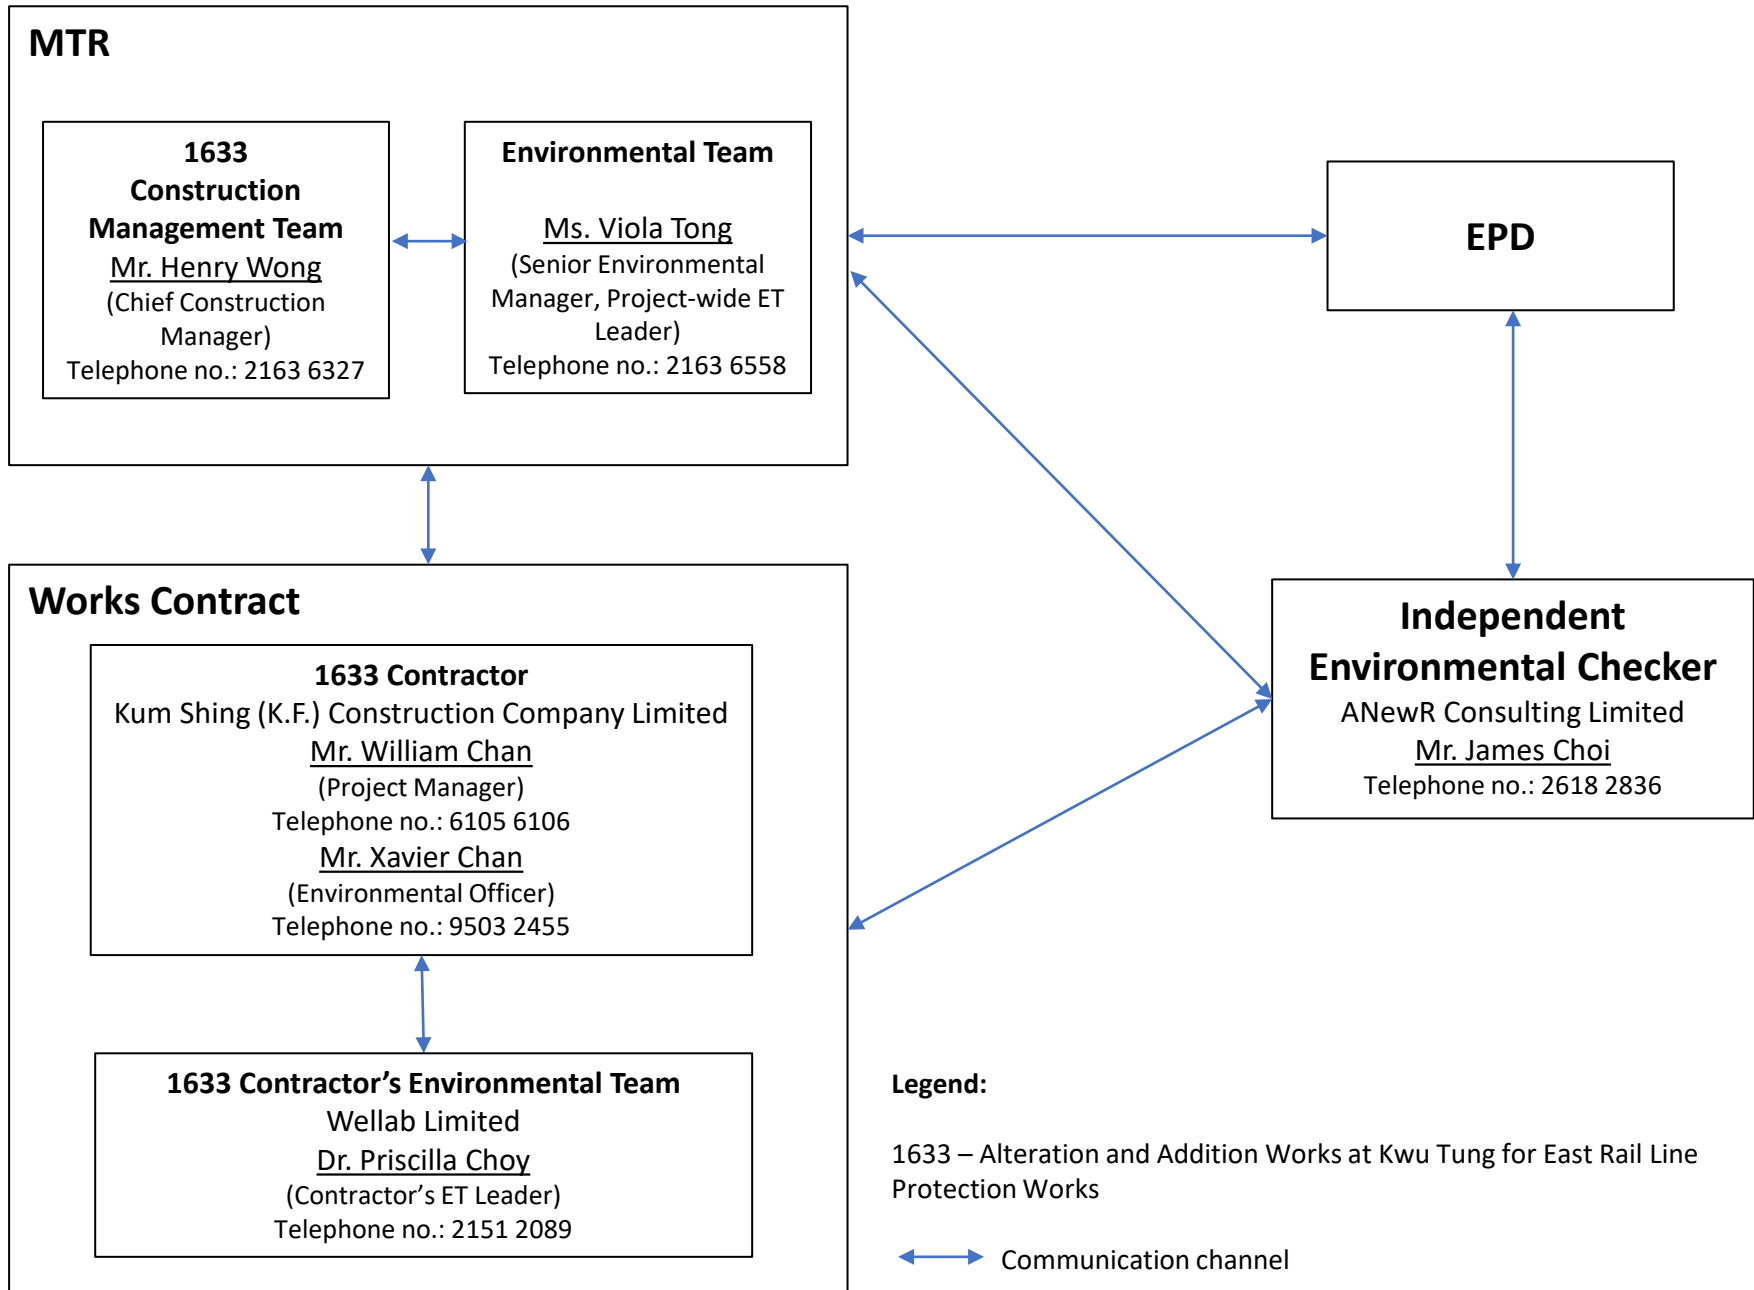 MTR
1633
Construction
Management Team
Mr. Henry Wong
(Chief Construction
Manager)
Telephone no.: 2163 6327
Environmental Team
Ms. Viola Tong
(Senior Environmental
Manager, Project-wide ET
Leader)
Telephone no.: 2163 6558
EPD
Works Contract
1633 Contractor
Kum Shing (K.F.) Construction Company Limited
Mr. William Chan
(Project Manager)
Telephone no.: 6105 6106
Mr. Xavier Chan
(Environmental Officer)
Telephone no.: 9503 2455
1633 Contractor’s Environmental Team
Wellab Limited
Dr. Priscilla Choy
(Contractor’s ET Leader)
Telephone no.: 2151 2089
Independent
Environmental Checker
ANewR Consulting Limited
Mr. James Choi
Telephone no.: 2618 2836
Legend:
1633 – Alteration and Addition Works at Kwu Tung for East Rail Line
Protection Works
Communication channel